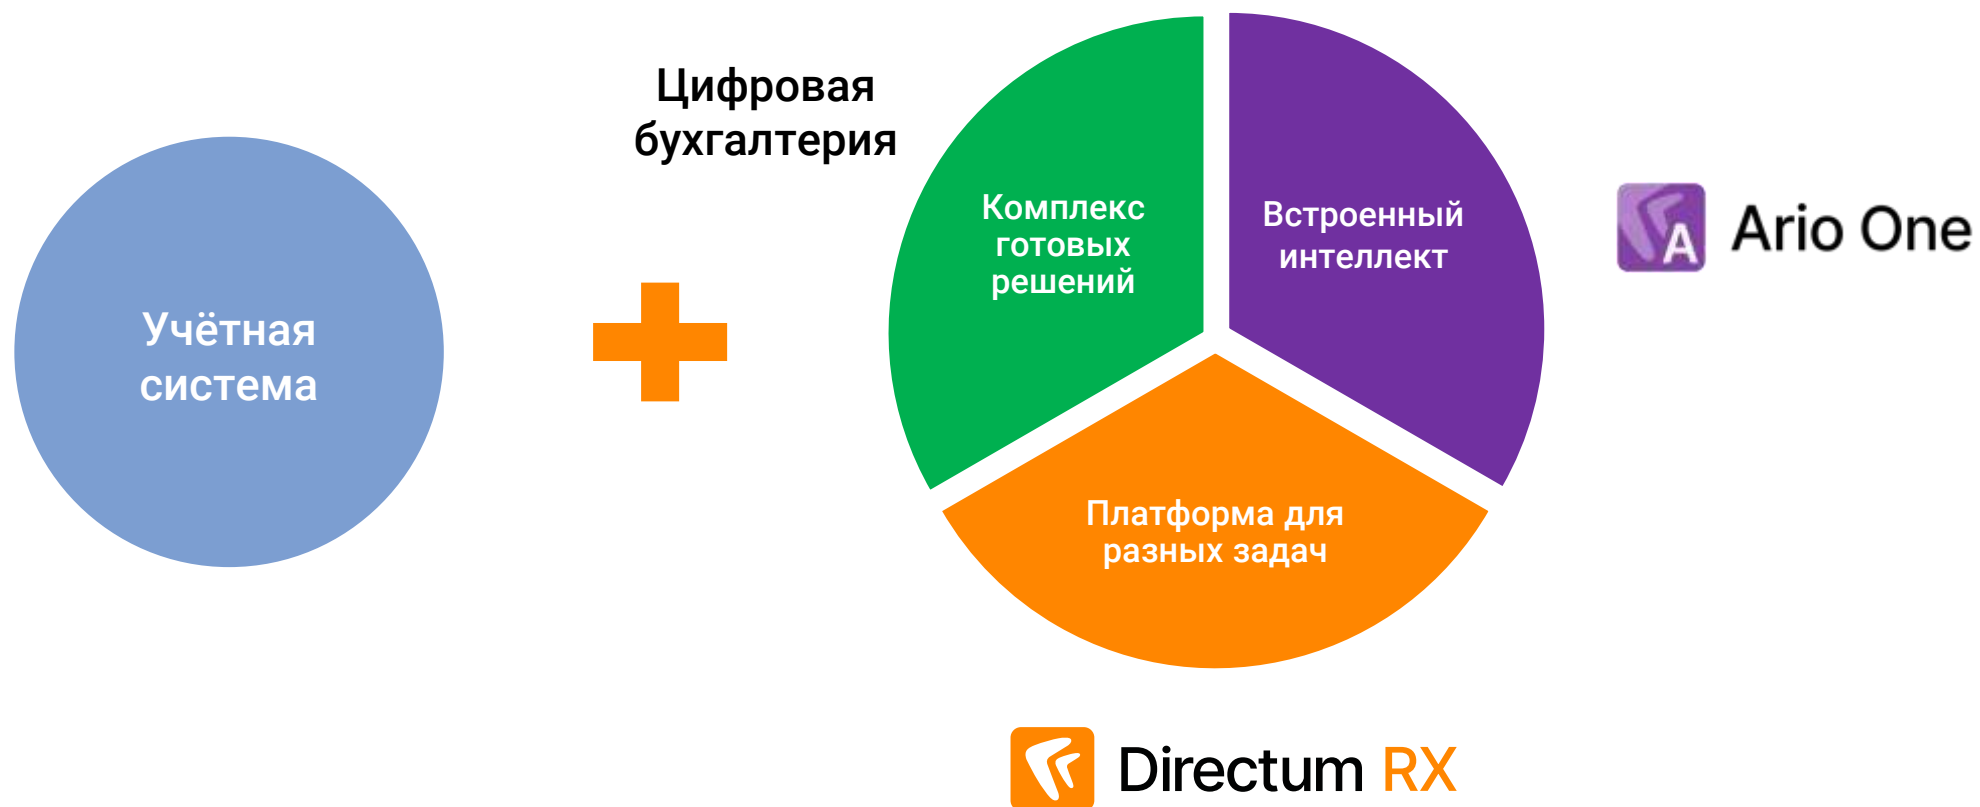 Учётная
система
Цифровая
бухгалтерия
Комплекс
готовых
решений
Встроенный
интеллект
Платформа для
разных задач
A Ario One
Directum RX